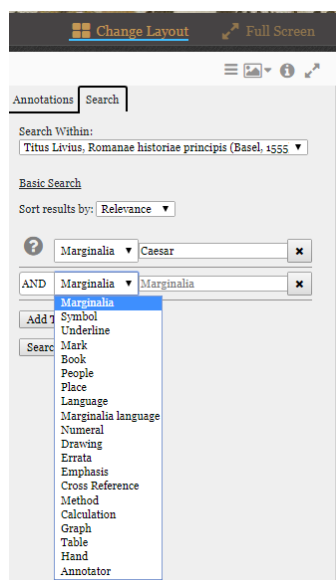 Change Layout Full Screen
Annotations Search
Search Within:
Titus Livius, Romanae historiae principis (Basel, 1555
Basic Search
Sort results by: Relevance
? Marginalia Caesar ×
AND Marginalia Marginalia ×
Marginalia
Add
Symbol
Underline
Searc
Mark
Book
People
Place
Language
Marginalia language
Numeral
Drawing
Errata
Emphasis
Cross Reference
Method
Calculation
Graph
Table
Hand
Annotator